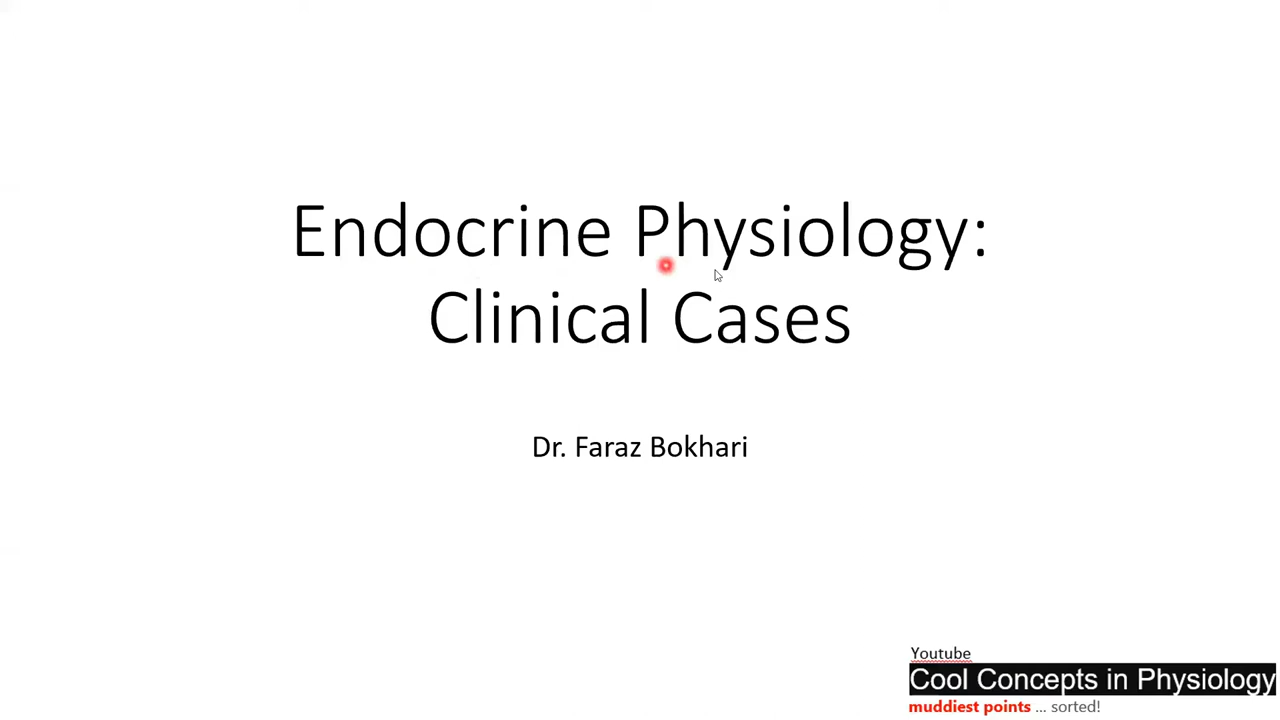 Endocrine Physiology:
Clinical Cases
Dr. Faraz Bokhari
Youtube
Cool Concepts in Physiology
muddiest points ... sorted!